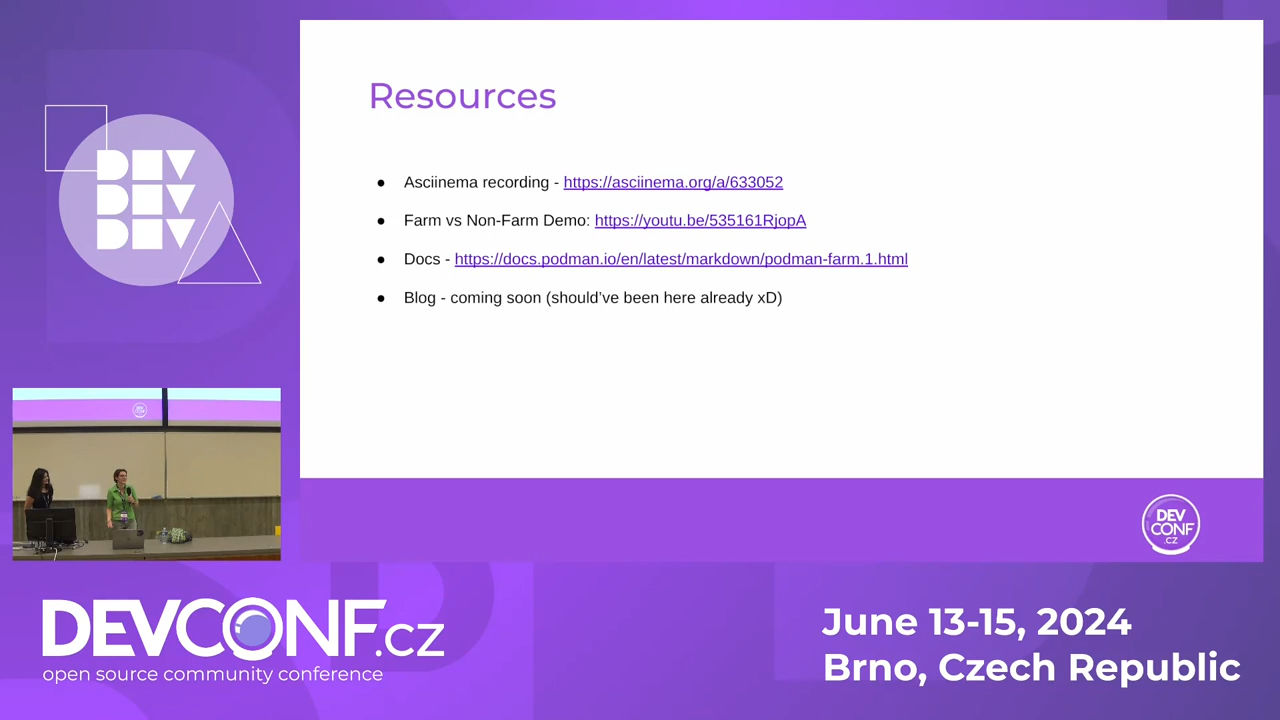 DEV
DEV
DEV
Resources
● Asciinema recording - https://asciinema.org/a/633052
● Farm vs Non-Farm Demo: https://youtu.be/535161RjopA
● Docs - https://docs.podman.io/en/latest/markdown/podman-farm.1.html
● Blog - coming soon (should've been here already xD)
DEV
CONF
.CZ
DEVCONF.cz
open source community conference
June 13-15, 2024
Brno, Czech Republic